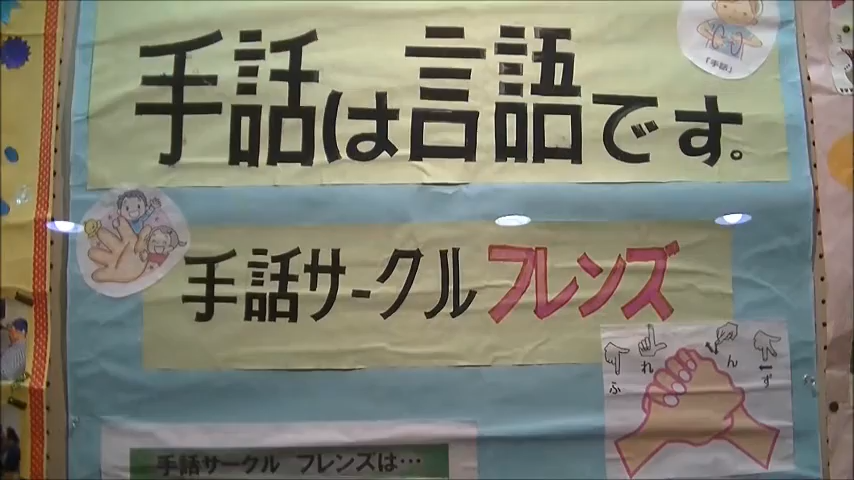 手話は言語です。
「手話」
手話サークルフレンズ
ふ れ ん ず
手話サークル フレンズは…